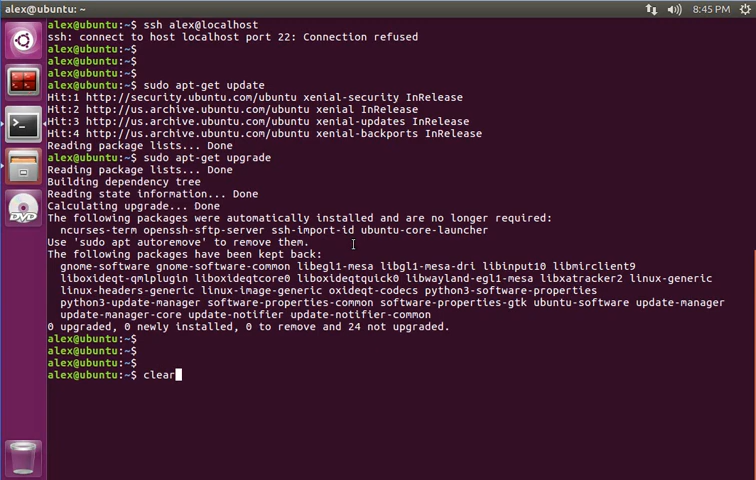 alex@ubuntu: ~
8:45 PM
alex@ubuntu:~$ ssh alex@localhost
ssh: connect to host localhost port 22: Connection refused
alex@ubuntu:~$
alex@ubuntu:~$
alex@ubuntu:~$
alex@ubuntu:~$ sudo apt-get update
Hit:1 http://security.ubuntu.com/ubuntu xenial-security InRelease
Hit:2 http://us.archive.ubuntu.com/ubuntu xenial InRelease
Hit:3 http://us.archive.ubuntu.com/ubuntu xenial-updates InRelease
Hit:4 http://us.archive.ubuntu.com/ubuntu xenial-backports InRelease
Reading package lists... Done
alex@ubuntu:~$ sudo apt-get upgrade
Reading package lists... Done
Building dependency tree
Reading state information... Done
Calculating upgrade... Done
The following packages were automatically installed and are no longer required:
ncurses-term openssh-sftp-server ssh-import-id ubuntu-core-launcher
Use 'sudo apt autoremove' to remove them.
The following packages have been kept back:
gnome-software gnome-software-common libegl1-mesa libgl1-mesa-dri libinput10 libmirclient9
liboxideqt-qmlplugin liboxideqtcore0 liboxideqtquick0 libwayland-egl1-mesa libxatracker2 linux-generic
linux-headers-generic linux-image-generic oxideqt-codecs python3-software-properties
python3-update-manager software-properties-common software-properties-gtk ubuntu-software update-manager
update-manager-core update-notifier update-notifier-common
0 upgraded, 0 newly installed, 0 to remove and 24 not upgraded.
alex@ubuntu:~$
alex@ubuntu:~$
alex@ubuntu:~$
alex@ubuntu:~$ clear
DVD